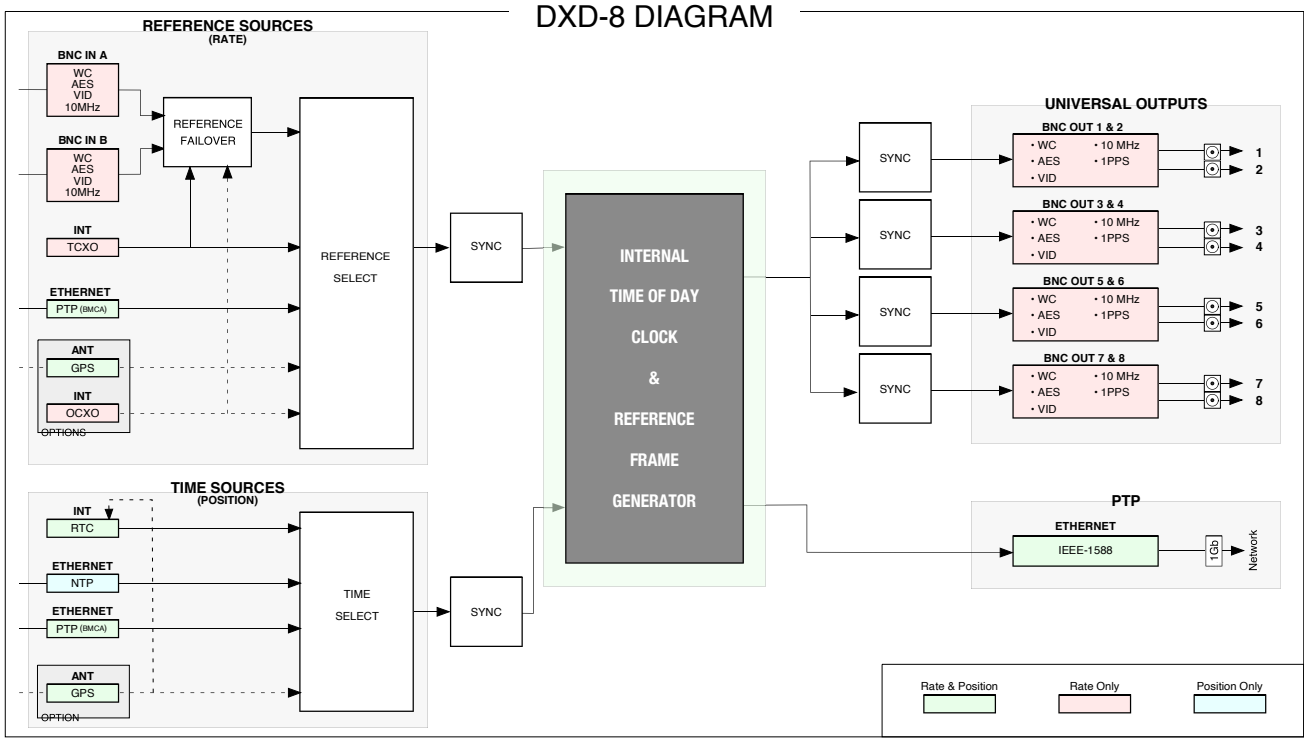 DXD-8 DIAGRAM
REFERENCE SOURCES
(RATE)
BNC IN A
WC
AES
VID
10MHz
BNC IN B
WC
AES
VID
10MHz
REFERENCE
FAILOVER
INT
TCXO
ETHERNET
PTP (BMCA)
ANT
GPS
INT
OCXO
OPTIONS
REFERENCE
SELECT
SYNC
TIME SOURCES
(POSITION)
INT
RTC
ETHERNET
NTP
ETHERNET
PTP (BMCA)
ANT
GPS
OPTION
TIME
SELECT
SYNC
INTERNAL
TIME OF DAY
CLOCK
&
REFERENCE
FRAME
GENERATOR
SYNC
SYNC
SYNC
SYNC
UNIVERSAL OUTPUTS
BNC OUT 1 & 2
• WC • 10 MHz
• AES • 1PPS
• VID
1
2
BNC OUT 3 & 4
• WC • 10 MHz
• AES • 1PPS
• VID
3
4
BNC OUT 5 & 6
• WC • 10 MHz
• AES • 1PPS
• VID
5
6
BNC OUT 7 & 8
• WC • 10 MHz
• AES • 1PPS
• VID
7
8
PTP
ETHERNET
IEEE-1588
1Gb
Network
Rate & Position
Rate Only
Position Only